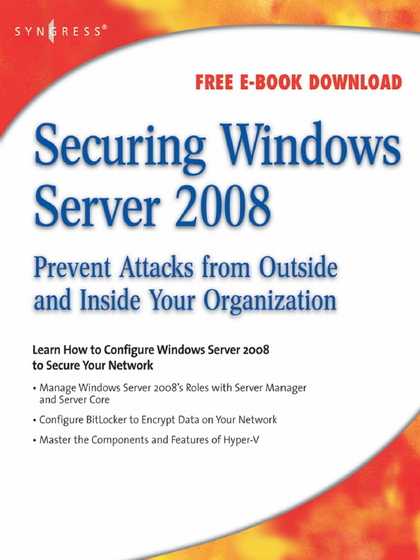 SYNGRESS®
FREE E-BOOK DOWNLOAD
Securing Windows
Server 2008
Prevent Attacks from Outside
and Inside Your Organization
Learn How to Configure Windows Server 2008
to Secure Your Network
• Manage Windows Server 2008's Roles with Server Manager
and Server Core
• Configure BitLocker to Encrypt Data on Your Network
• Master the Components and Features of Hyper-V